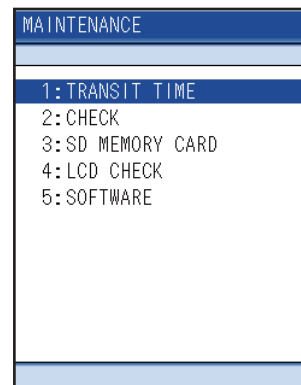 MAINTENANCE
1:TRANSIT TIME
2:CHECK
3:SD MEMORY CARD
4:LCD CHECK
5:SOFTWARE